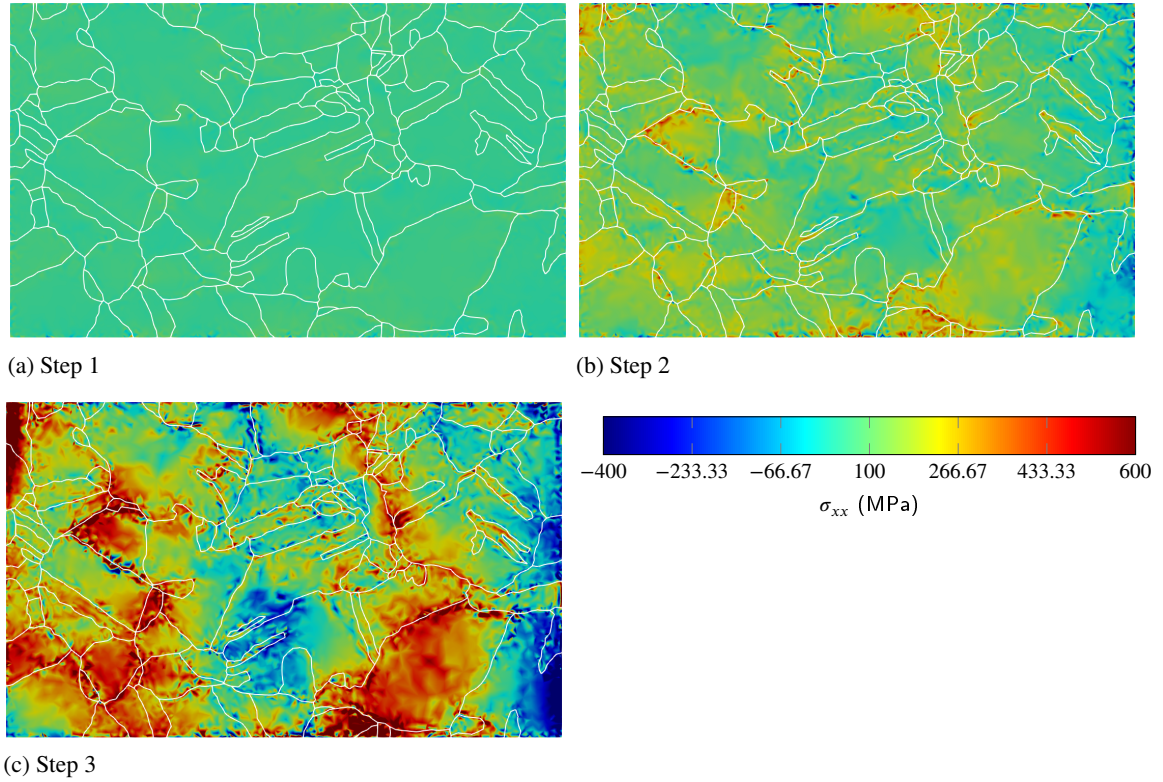 (a) Step 1
(b) Step 2
−400 −233.33 −66.67 100 266.67 433.33 600
σxx (MPa)
(c) Step 3